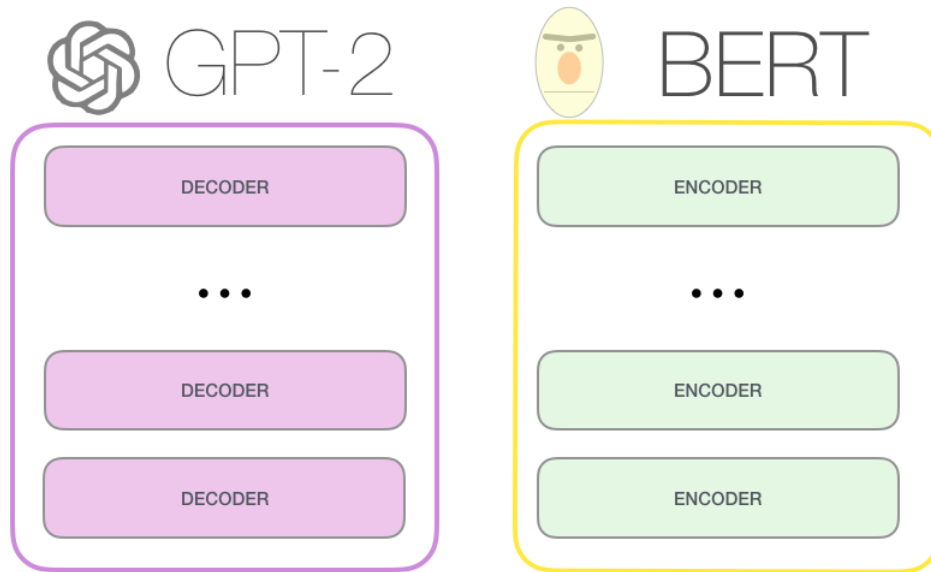 GPT-2
DECODER
...
DECODER
DECODER
BERT
ENCODER
...
ENCODER
ENCODER